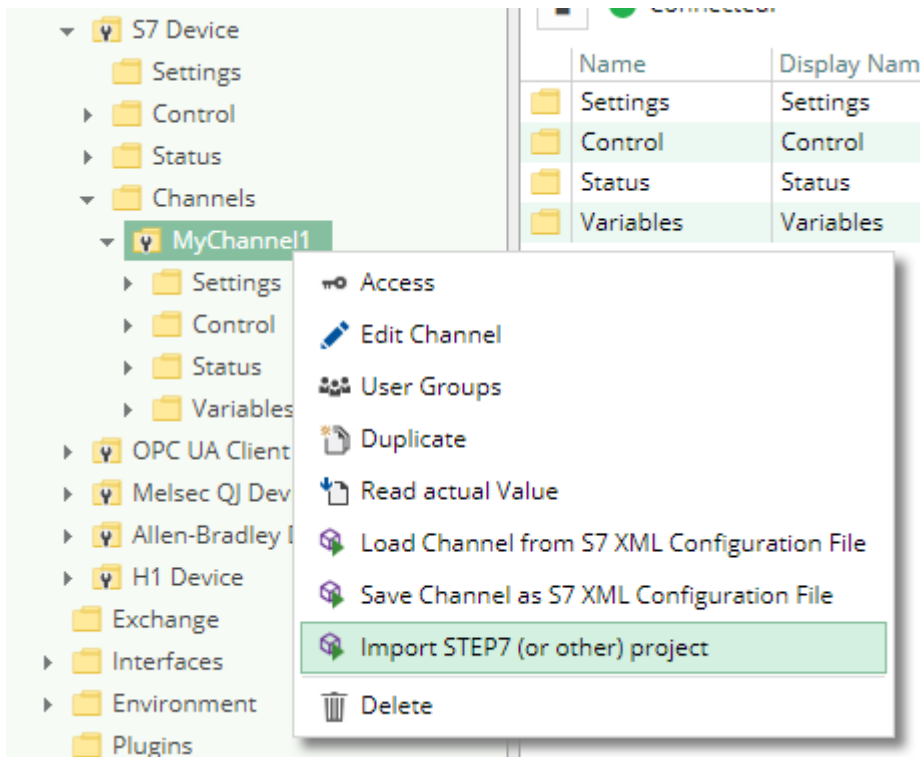 S7 Device
Settings
Control
Status
Channels
MyChannel1
Settings
Control
Status
Variables
OPC UA Client
Melsec QJ Dev
Allen-Bradley
H1 Device
Exchange
Interfaces
Environment
Plugins
Name Display Nam
Settings Settings
Control Control
Status Status
Variables Variables
Access
Edit Channel
User Groups
Duplicate
Read actual Value
Load Channel from S7 XML Configuration File
Save Channel as S7 XML Configuration File
Import STEP7 (or other) project
Delete